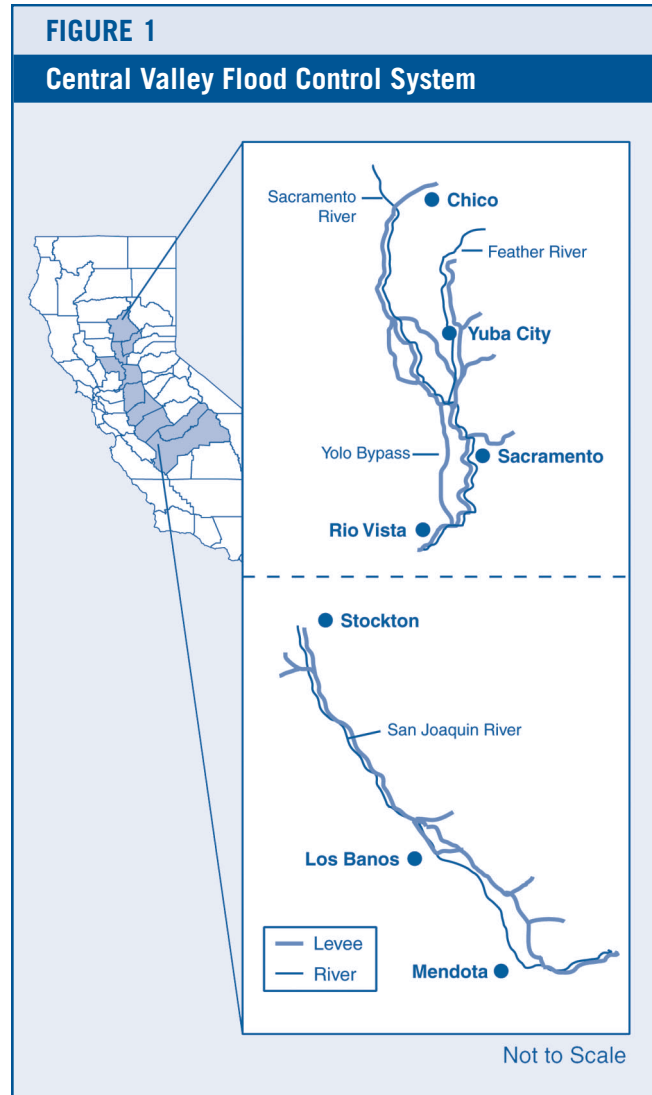 FIGURE 1
Central Valley Flood Control System
Sacramento
River
Chico
Feather River
Yuba City
Yolo Bypass
Sacramento
Rio Vista
Stockton
San Joaquin River
Los Banos
Levee
River
Mendota
Not to Scale